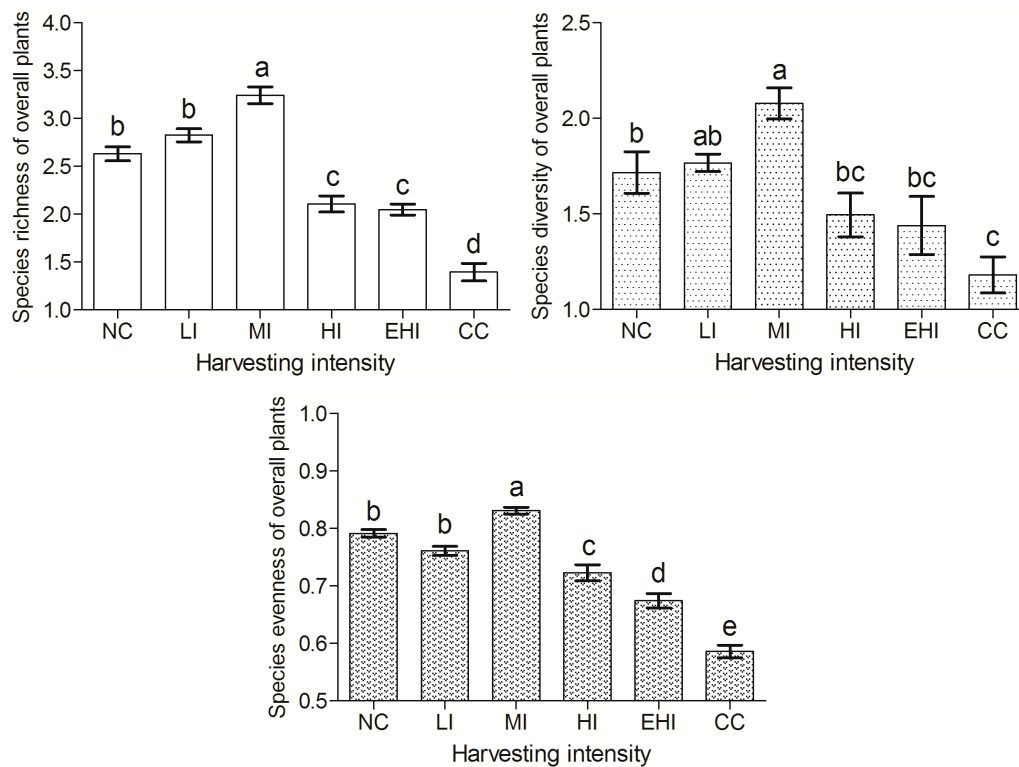 Species richness of overall plants
4.0
3.5
3.0
2.5
2.0
1.5
1.0
b
b
a
c
c
d
NC LI MI HI EHI CC
Harvesting intensity
Species diversity of overall plants
2.5
2.0
1.5
1.0
b
ab
a
bc
bc
c
NC LI MI HI EHI CC
Harvesting intensity
Species evenness of overall plants
1.0
0.9
0.8
0.7
0.6
0.5
b
b
a
c
d
e
NC LI MI HI EHI CC
Harvesting intensity